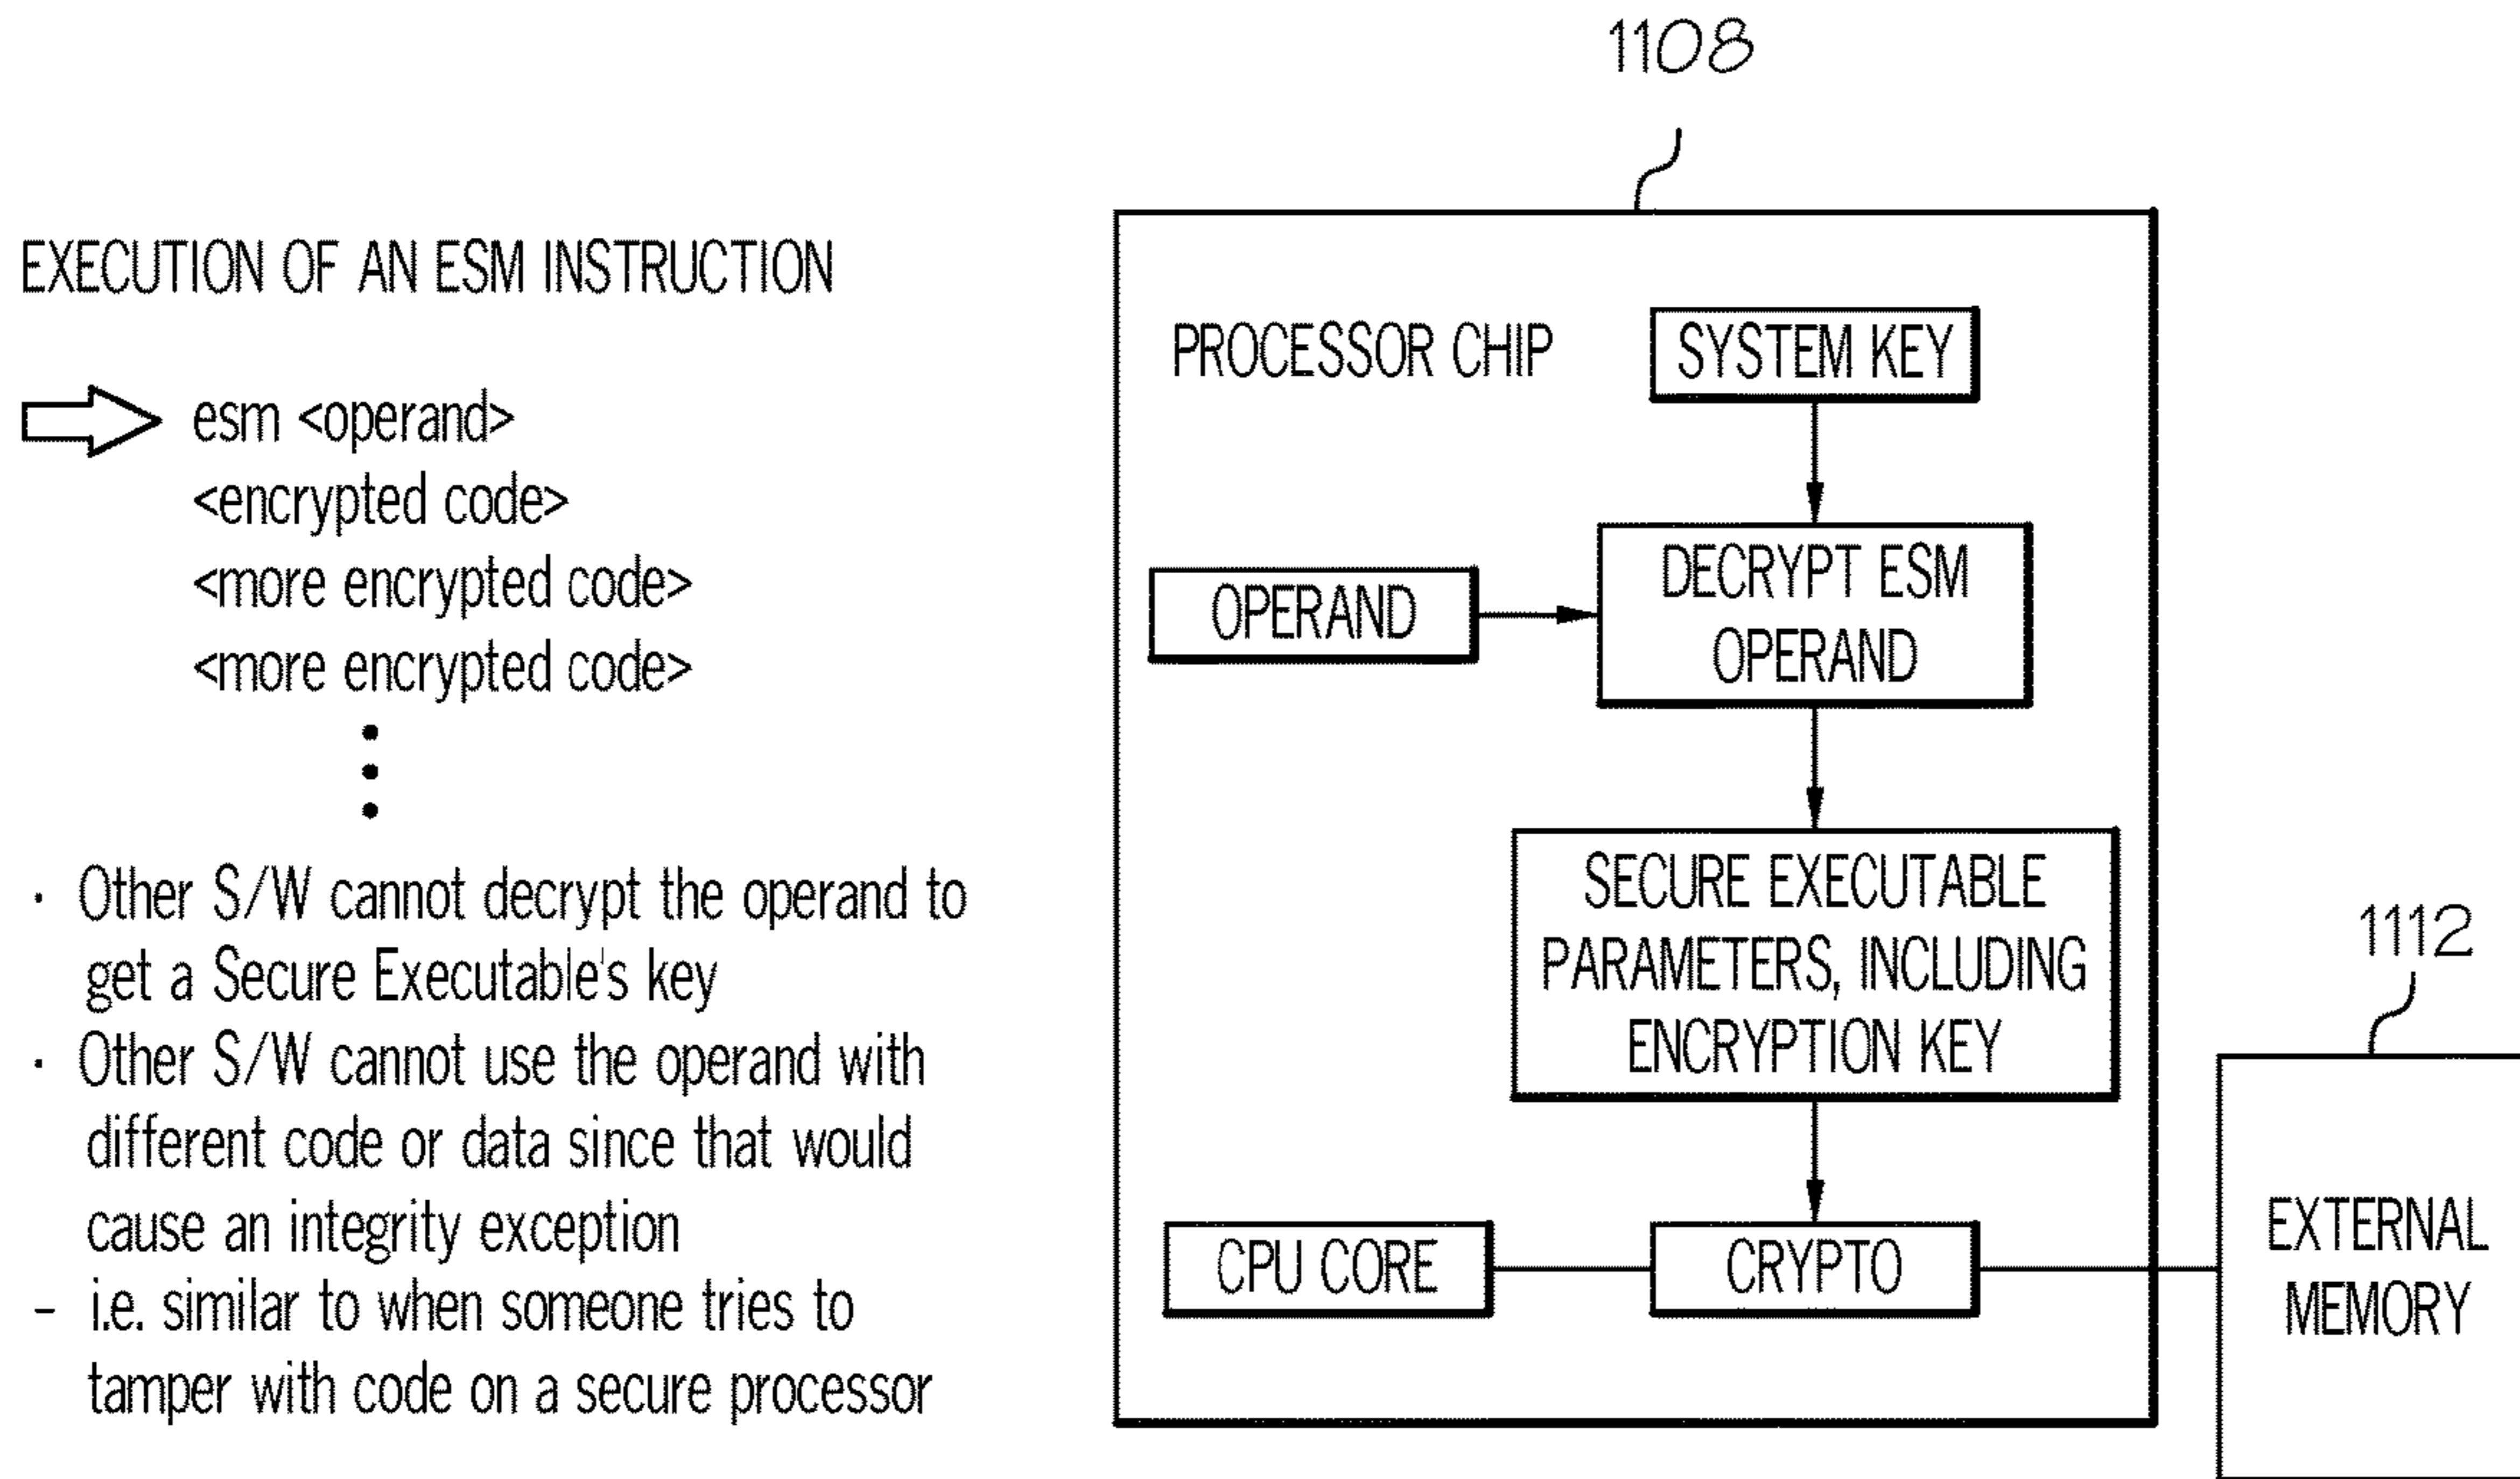 1108
EXECUTION OF AN ESM INSTRUCTION
esm <operand>
<encrypted code>
<more encrypted code>
<more encrypted code>
· Other S/W cannot decrypt the operand to
get a Secure Executable's key
· Other S/W cannot use the operand with
different code or data since that would
cause an integrity exception
- i.e. similar to when someone tries to
tamper with code on a secure processor
PROCESSOR CHIP
SYSTEM KEY
OPERAND
DECRYPT ESM
OPERAND
SECURE EXECUTABLE
PARAMETERS, INCLUDING
ENCRYPTION KEY
CPU CORE
CRYPTO
1112
EXTERNAL
MEMORY